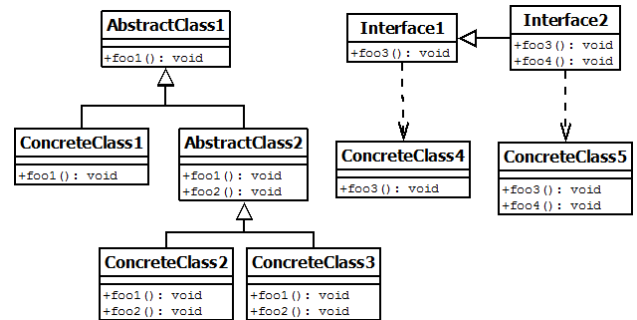 AbstractClass1
+foo1(): void
Interface1
+foo3(): void
Interface2
+foo3(): void
+foo4(): void
ConcreteClass1
+foo1(): void
AbstractClass2
+foo1(): void
+foo2(): void
ConcreteClass4
+foo3(): void
ConcreteClass5
+foo3(): void
+foo4(): void
ConcreteClass2
+foo1(): void
+foo2(): void
ConcreteClass3
+foo1(): void
+foo2(): void